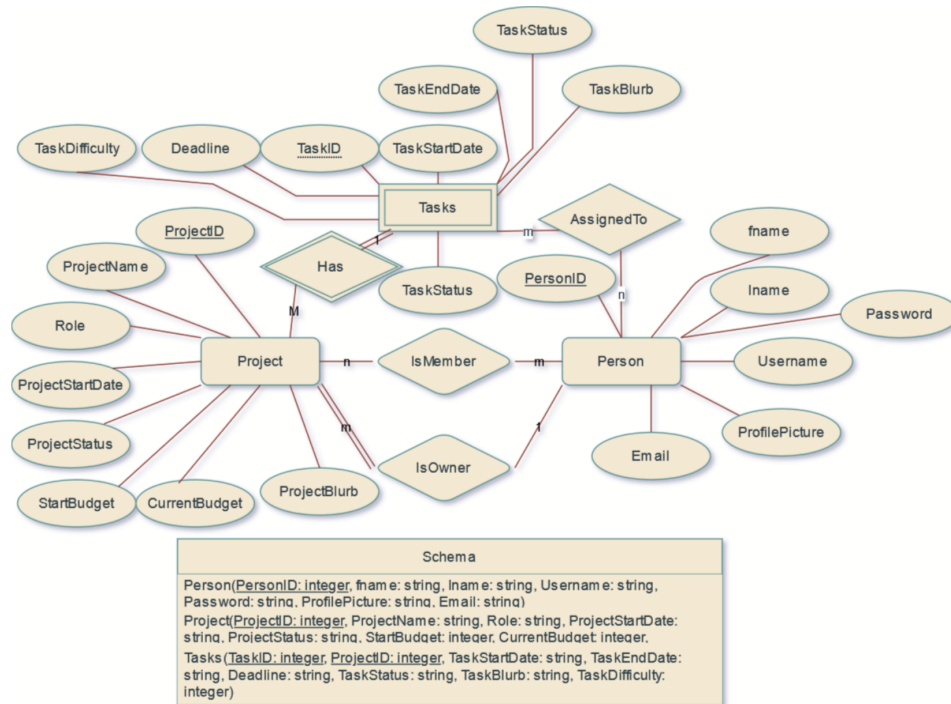 TaskStatus
TaskEndDate
TaskBlurb
TaskDifficulty
Deadline
TaskID
TaskStartDate
Tasks
AssignedTo
m
1
ProjectID
fname
Has
ProjectName
PersonID
lname
TaskStatus
n
M
Password
Role
Project
n
IsMember
m
Person
Username
ProjectStartDate
m
1
ProfilePicture
ProjectStatus
Email
IsOwner
StartBudget
CurrentBudget
ProjectBlurb
Schema
Person(PersonID: integer, fname: string, lname: string, Username: string,
Password: string, ProfilePicture: string, Email: string)
Project(ProjectID: integer, ProjectName: string, Role: string, ProjectStartDate:
string, ProjectStatus: string, StartBudget: integer, CurrentBudget: integer,
Tasks(TaskID: integer, ProjectID: integer, TaskStartDate: string, TaskEndDate:
string, Deadline: string, TaskStatus: string, TaskBlurb: string, TaskDifficulty:
integer)